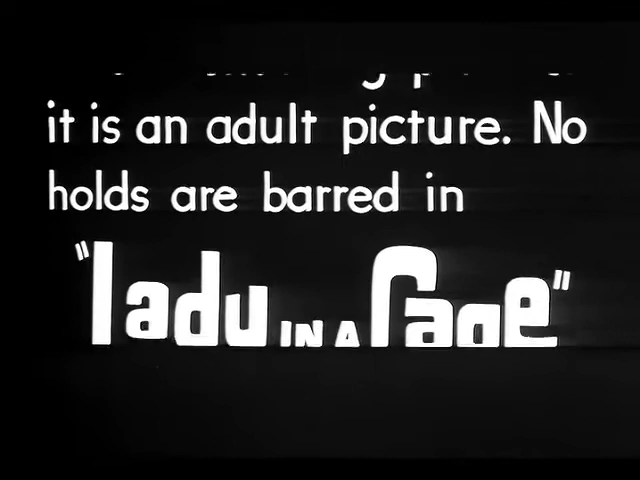 it is an adult picture. No
holds are barred in
"lady IN A Cage"